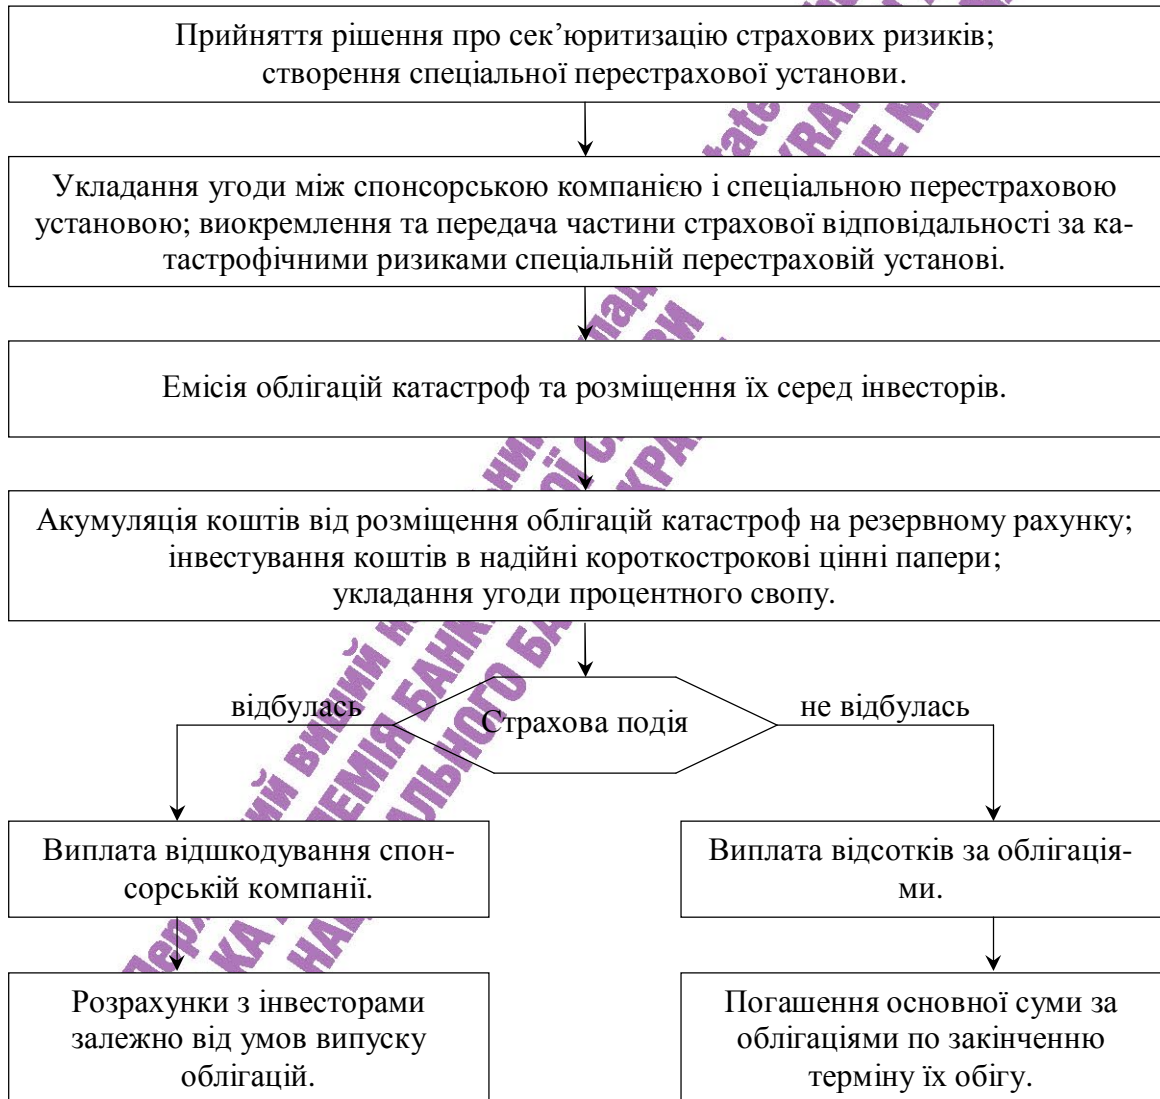 Прийняття рішення про сек’юритизацію страхових ризиків;
створення спеціальної перестрахової установи.
Укладання угоди між спонсорською компанією і спеціальною перестраховою
установою; виокремлення та передача частини страхової відповідальності за ка-
тастрофічними ризиками спеціальній перестраховій установі.
Емісія облігацій катастроф та розміщення їх серед інвесторів.
Акумуляція коштів від розміщення облігацій катастроф на резервному рахунку;
інвестування коштів в надійні короткострокові цінні папери;
укладання угоди процентного свопу.
відбулась
Страхова подія
не відбулась
Виплата відшкодування спон-
сорській компанії.
Виплата відсотків за облігація-
ми.
Розрахунки з інвесторами
залежно від умов випуску
облігацій.
Погашення основної суми за
облігаціями по закінченню
терміну їх обігу.